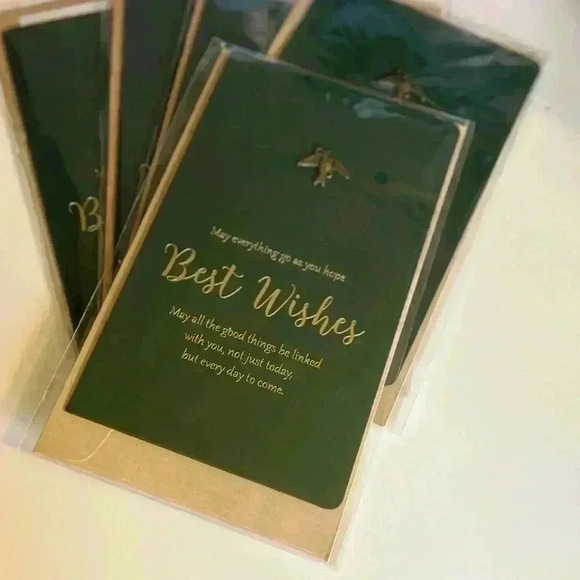 May everything go as you hope
Best Wishes
May all the good things be linked
with you, not just today,
but every day to come.
B